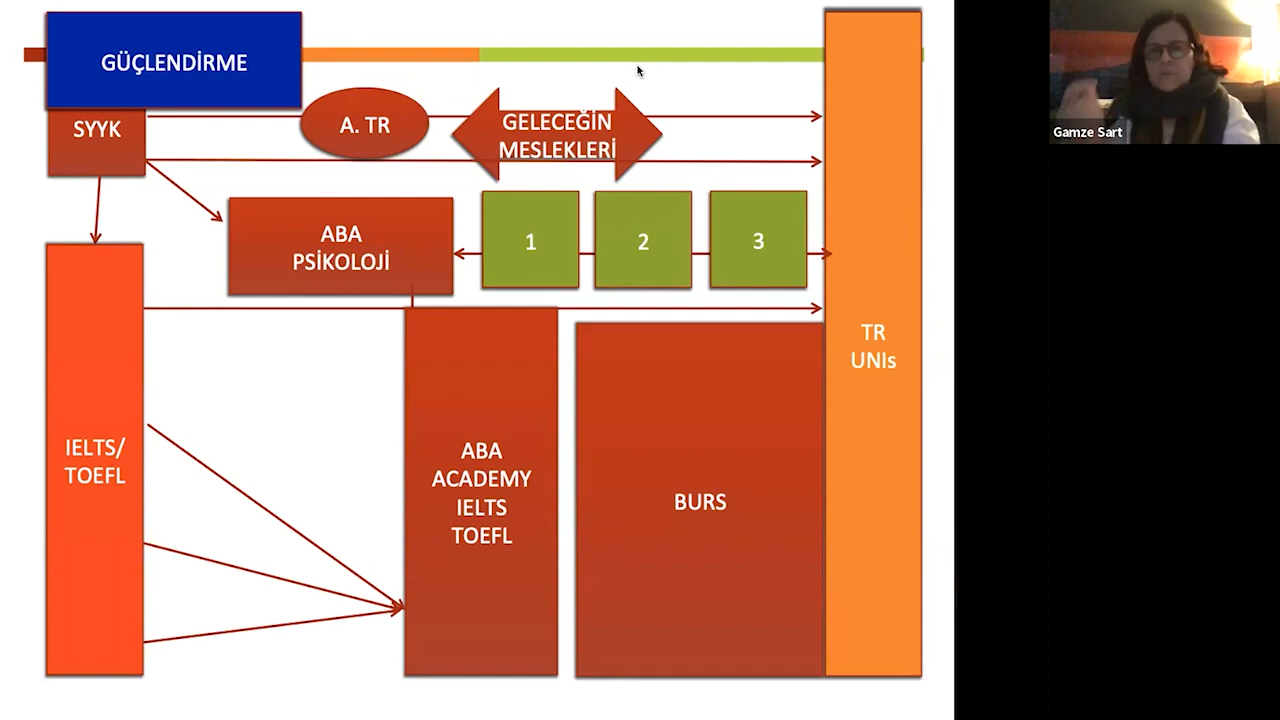 GÜÇLENDİRME
SYYK
A. TR
GELECEĞİN
MESLEKLERİ
ABA
PSİKOLOJİ
1
2
3
TR
UNIs
IELTS/
TOEFL
ABA
ACADEMY
IELTS
TOEFL
BURS
Gamze Sart